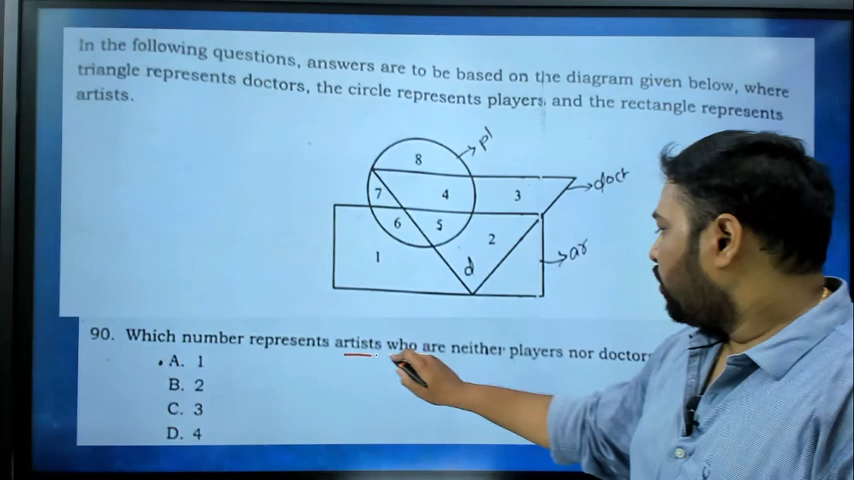 In the following questions, answers are to be based on the diagram given below, where
triangle represents doctors, the circle represents players and the rectangle represents
artists.
8
pl
7
4
3
doct
6
5
2
1
d
ar
90. Which number represents artists who are neither players nor doctors
A. 1
B. 2
C. 3
D. 4